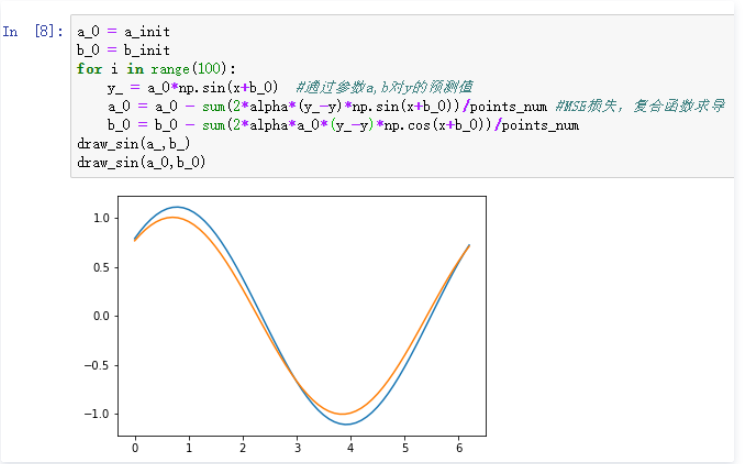 In [8]: a_0 = a_init
b_0 = b_init
for i in range(100):
y_ = a_0*np.sin(x+b_0) #通过参数a,b对y的预测值
a_0 = a_0 - sum(2*alpha*(y_-y)*np.sin(x+b_0))/points_num #MSE损失，复合函数求导
b_0 = b_0 - sum(2*alpha*a_0*(y_-y)*np.cos(x+b_0))/points_num
draw_sin(a_,b_)
draw_sin(a_0,b_0)
1.0
0.5
0.0
−0.5
−1.0
0 1 2 3 4 5 6